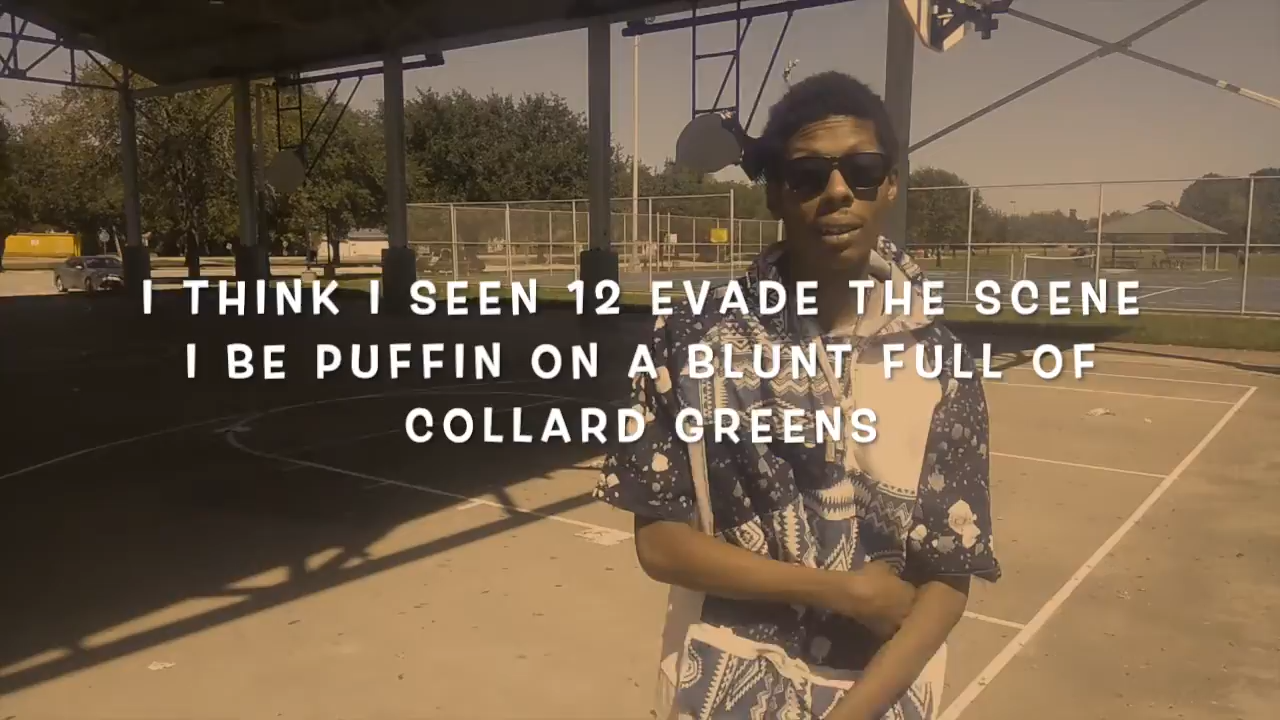 I THINK I SEEN 12 EVADE THE SCENE
I BE PUFFIN ON A BLUNT FULL OF
COLLARD GREENS